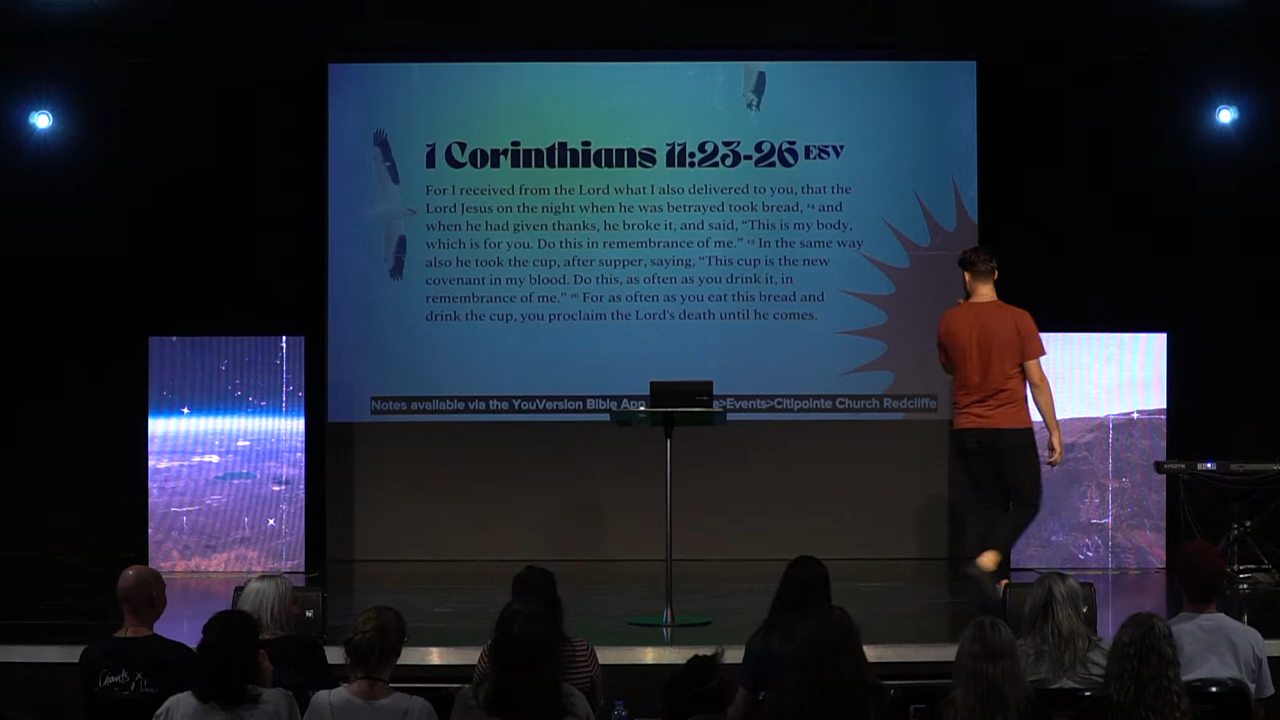 1 Corinthians 11:23-26 ESV
For I received from the Lord what I also delivered to you, that the
Lord Jesus on the night when he was betrayed took bread, 24 and
when he had given thanks, he broke it, and said, “This is my body,
which is for you. Do this in remembrance of me.” 25 In the same way
also he took the cup, after supper, saying, “This cup is the new
covenant in my blood. Do this, as often as you drink it, in
remembrance of me.” 26 For as often as you eat this bread and
drink the cup, you proclaim the Lord's death until he comes.
Notes available via the YouVersion Bible App >Events>Citipointe Church Redcliffe
KORG